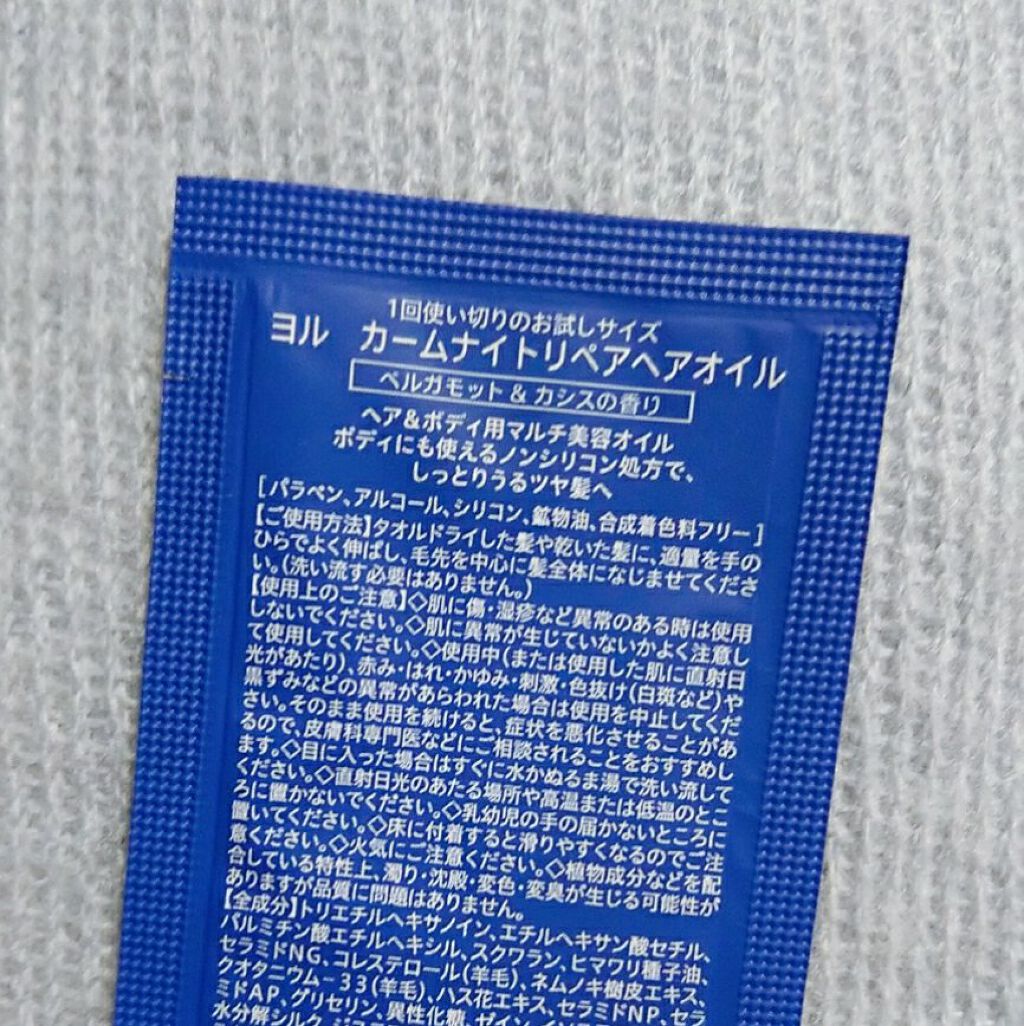 1回使い切りのお試しサイズ
ヨル　カームナイトリペアヘアオイル
ベルガモット & カシスの香り
ヘア&ボディ用マルチ美容オイル
ボディにも使えるノンシリコン処方で、
しっとりうるツヤ髪へ
[パラベン、アルコール、シリコン、鉱物油、合成着色料フリー]
【ご使用方法】タオルドライした髪や乾いた髪に、適量を手の
ひらでよく伸ばし、毛先を中心に髪全体になじませてくださ
い。(洗い流す必要はありません。)
【使用上のご注意】◇肌に傷・湿疹など異常のある時は使用
しないでください。◇肌に異常が生じていないかよく注意し
て使用してください。◇使用中(または使用した肌に直射日
光があたり)、赤み・はれ・かゆみ・刺激・色抜け(白斑など)や
黒ずみなどの異常があらわれた場合は使用を中止してくだ
さい。そのまま使用を続けると、症状を悪化させることがあ
るので、皮膚科専門医などにご相談されることをおすすめし
ます。◇目に入った場合はすぐに水かぬるま湯で洗い流して
ください。◇直射日光のあたる場所や高温または低温のとこ
ろに置かないでください。◇乳幼児の手の届かないところに
置いてください。◇床に付着すると滑りやすくなるのでご注
意ください。◇火気にご注意ください。◇植物成分などを配
合している特性上、濁り・沈殿・変色・変臭が生じる可能性が
ありますが品質に問題はありません。
【全成分】トリエチルヘキサノイン、エチルヘキサン酸セチル、
パルミチン酸エチルヘキシル、スクワラン、ヒマワリ種子油、
セラミドNG、コレステロール(羊毛)、ネムノキ樹皮エキス、
クオタニウム-33(羊毛)、ハス花エキス、セラミドNP、セラ
ミドAP、グリセリン、異性化糖、ゼイン、イソステ
水分解シルク、